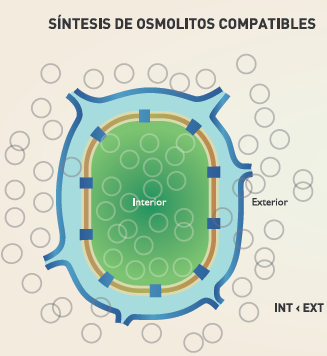 SÍNTESIS DE OSMOLITOS COMPATIBLES
Interior
Exterior
INT ‹ EXT